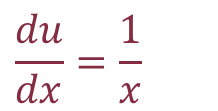 du/dx = 1/x